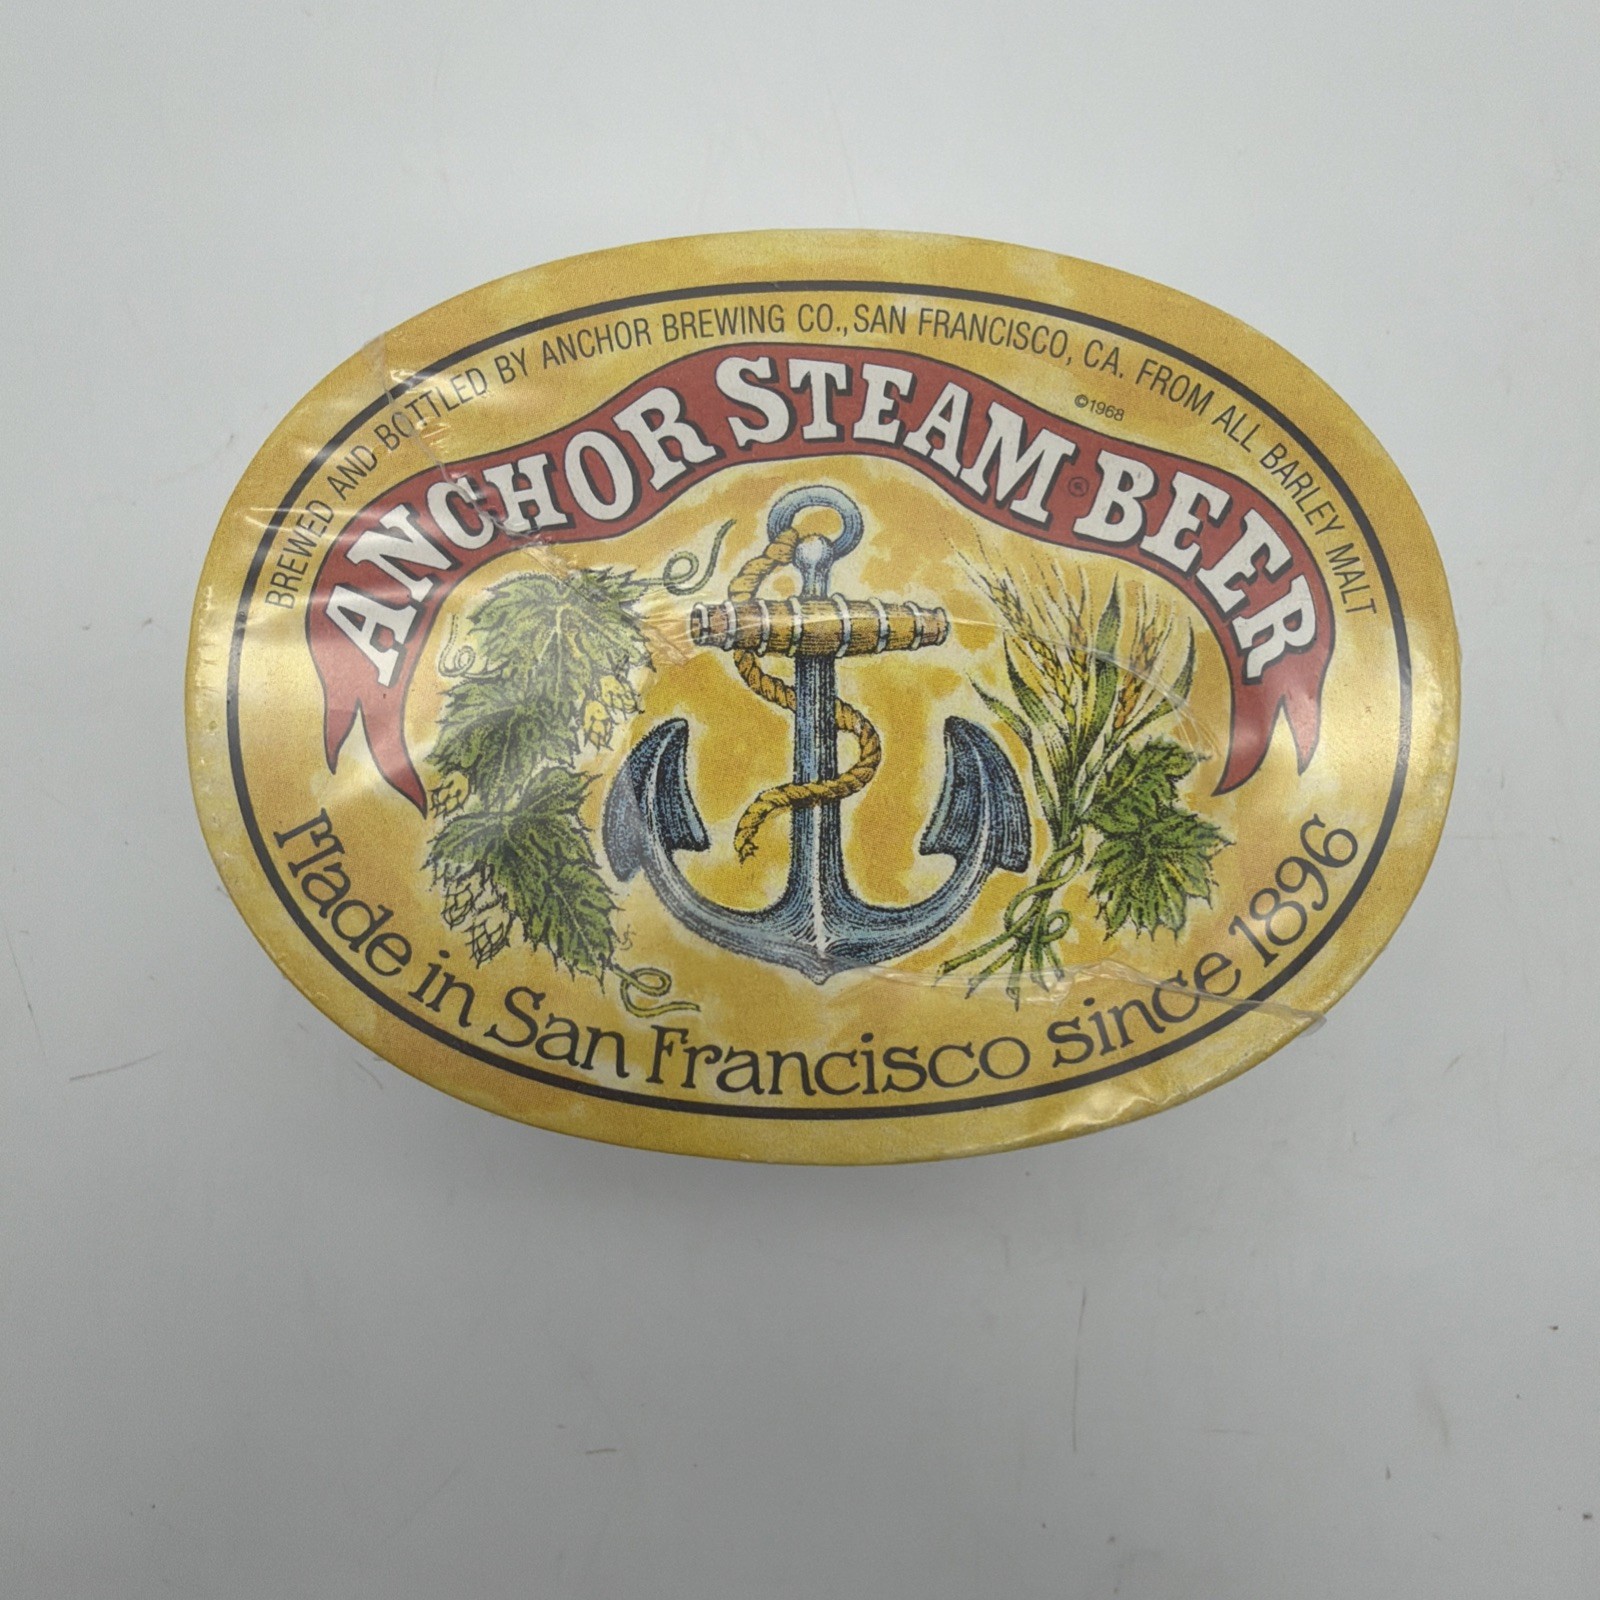 BREWED AND BOTTLED BY ANCHOR BREWING CO., SAN FRANCISCO, CA. FROM ALL BARLEY MALT
©1968
ANCHOR STEAM BEER®
Made in San Francisco since 1896